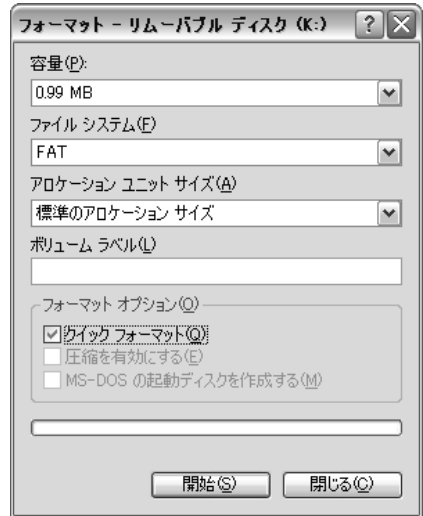 フォーマット - リムーバブル ディスク (K:)
容量(P):
0.99 MB
ファイル システム(F)
FAT
アロケーション ユニット サイズ(A)
標準のアロケーション サイズ
ボリューム ラベル(L)
フォーマット オプション(O)
クイック フォーマット(Q)
圧縮を有効にする(E)
MS-DOS の起動ディスクを作成する(M)
開始(S) 閉じる(C)